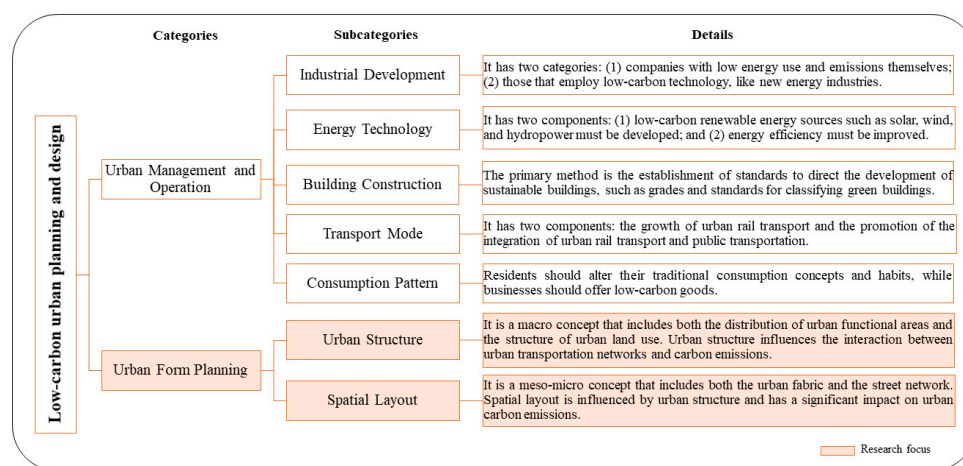 Categories
Subcategories
Details
Low-carbon urban planning and design
Urban Management and
Operation
Industrial Development
It has two categories: (1) companies with low energy use and emissions themselves;
(2) those that employ low-carbon technology, like new energy industries.
Energy Technology
It has two components: (1) low-carbon renewable energy sources such as solar, wind,
and hydropower must be developed; and (2) energy efficiency must be improved.
Building Construction
The primary method is the establishment of standards to direct the development of
sustainable buildings, such as grades and standards for classifying green buildings.
Transport Mode
It has two components: the growth of urban rail transport and the promotion of the
integration of urban rail transport and public transportation.
Consumption Pattern
Residents should alter their traditional consumption concepts and habits, while
businesses should offer low-carbon goods.
Urban Form Planning
Urban Structure
It is a macro concept that includes both the distribution of urban functional areas and
the structure of urban land use. Urban structure influences the interaction between
urban transportation networks and carbon emissions.
Spatial Layout
It is a meso-micro concept that includes both the urban fabric and the street network.
Spatial layout is influenced by urban structure and has a significant impact on urban
carbon emissions.
Research focus